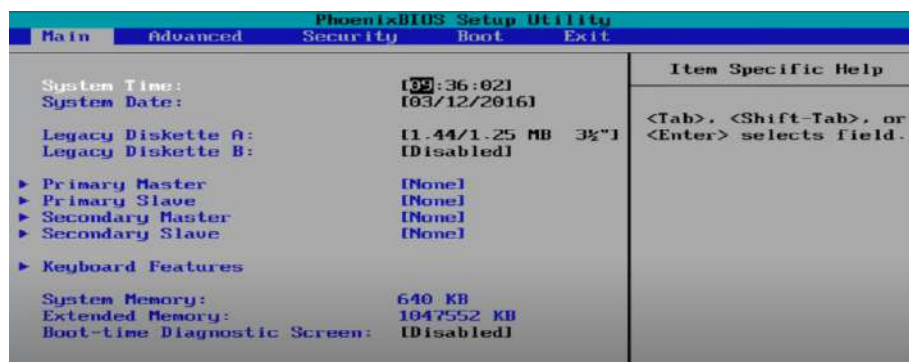 PhoenixBIOS Setup Utility
Main Advanced Security Boot Exit
Item Specific Help
System Time: [09:36:02]
System Date: [03/12/2016]
<Tab>, <Shift-Tab>, or
Legacy Diskette A: [1.44/1.25 MB 3½"]
<Enter> selects field.
Legacy Diskette B: [Disabled]
Primary Master [None]
Primary Slave [None]
Secondary Master [None]
Secondary Slave [None]
Keyboard Features
System Memory: 640 KB
Extended Memory: 1047552 KB
Boot-time Diagnostic Screen: [Disabled]